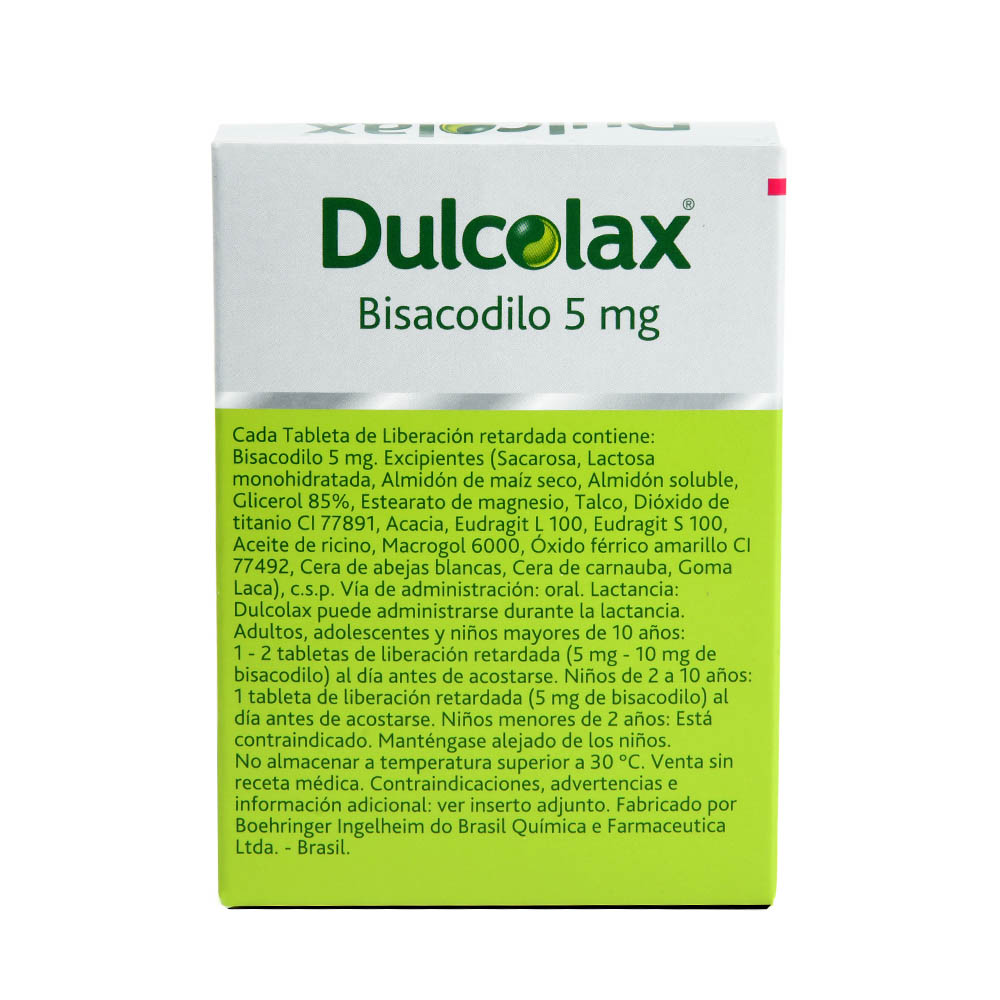 Dulcolax
Dulcolax®
Bisacodilo 5 mg
Cada Tableta de Liberación retardada contiene:
Bisacodilo 5 mg. Excipientes (Sacarosa, Lactosa
monohidratada, Almidón de maíz seco, Almidón soluble,
Glicerol 85%, Estearato de magnesio, Talco, Dióxido de
titanio CI 77891, Acacia, Eudragit L 100, Eudragit S 100,
Aceite de ricino, Macrogol 6000, Óxido férrico amarillo CI
77492, Cera de abejas blancas, Cera de carnauba, Goma
Laca), c.s.p. Vía de administración: oral. Lactancia:
Dulcolax puede administrarse durante la lactancia.
Adultos, adolescentes y niños mayores de 10 años:
1 - 2 tabletas de liberación retardada (5 mg - 10 mg de
bisacodilo) al día antes de acostarse. Niños de 2 a 10 años:
1 tableta de liberación retardada (5 mg de bisacodilo) al
día antes de acostarse. Niños menores de 2 años: Está
contraindicado. Manténgase alejado de los niños.
No almacenar a temperatura superior a 30 °C. Venta sin
receta médica. Contraindicaciones, advertencias e
información adicional: ver inserto adjunto. Fabricado por
Boehringer Ingelheim do Brasil Química e Farmaceutica
Ltda. - Brasil.